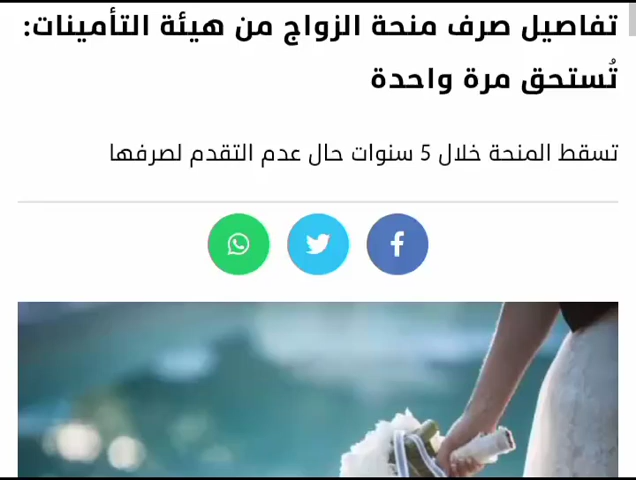 تفاصيل صرف منحة الزواج من هيئة التأمينات:
تُستحق مرة واحدة
تسقط المنحة خلال 5 سنوات حال عدم التقدم لصرفها